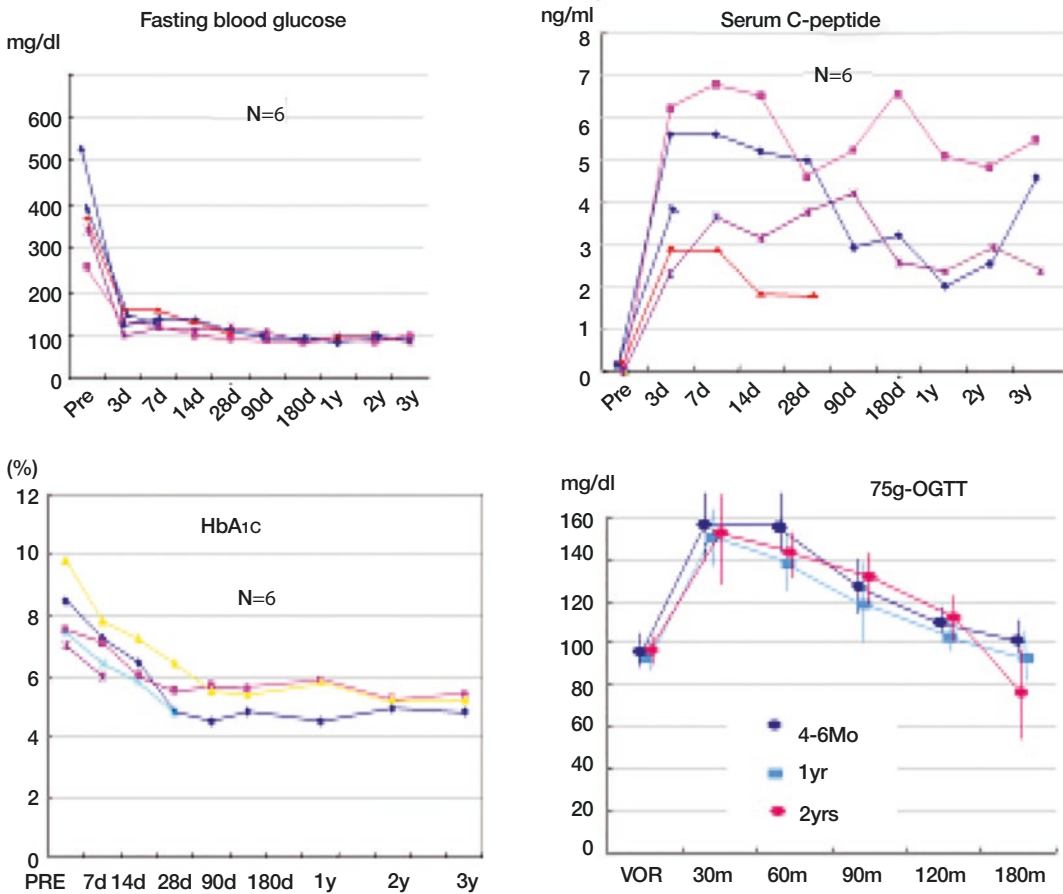 Fasting blood glucose
mg/dl
N=6
600
500
400
300
200
100
0
Pre 3d 7d 14d 28d 90d 180d 1y 2y 3y
ng/ml
Serum C-peptide
8
N=6
7
6
5
4
3
2
1
0
Pre 3d 7d 14d 28d 90d 180d 1y 2y 3y
(%)
12
HbA1C
10
N=6
8
6
4
2
0
PRE 7d 14d 28d 90d 180d 1y 2y 3y
mg/dl
75g-OGTT
160
140
120
100
80
60
40
20
0
4-6Mo
1yr
2yrs
VOR 30m 60m 90m 120m 180m